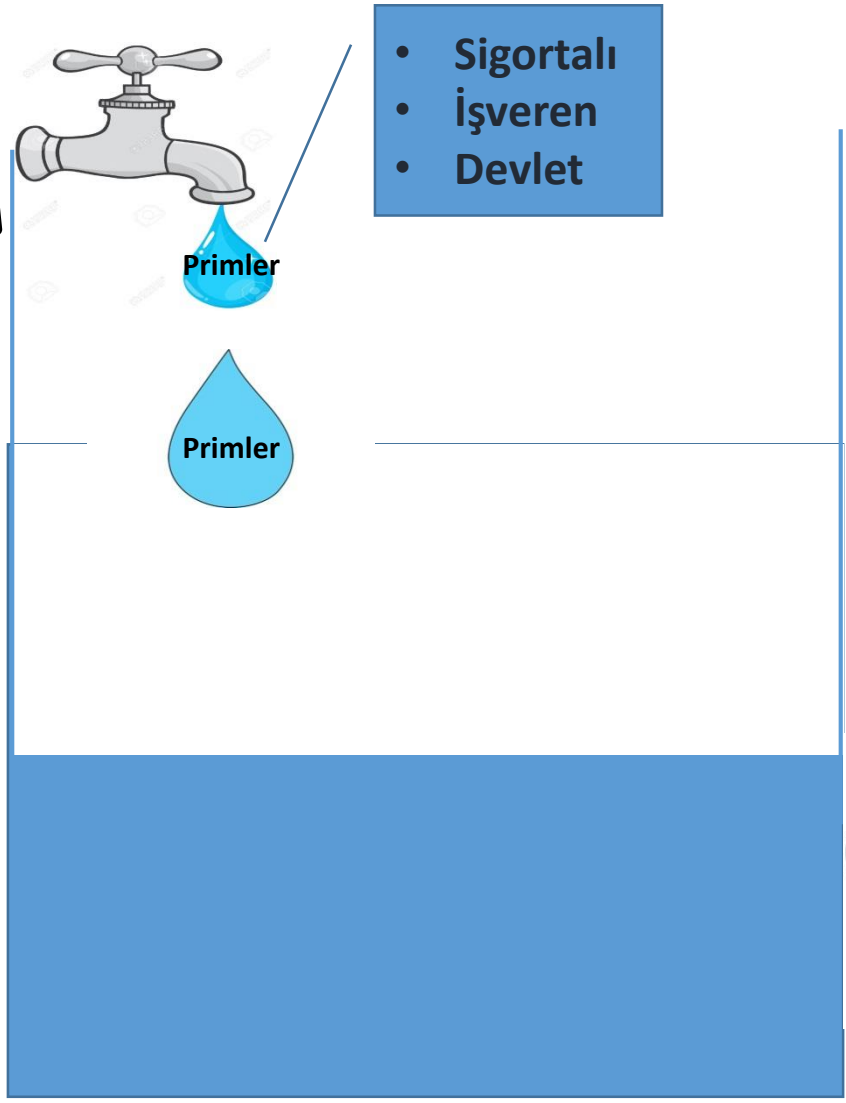 • Sigortalı
• İşveren
• Devlet
Primler
Primler